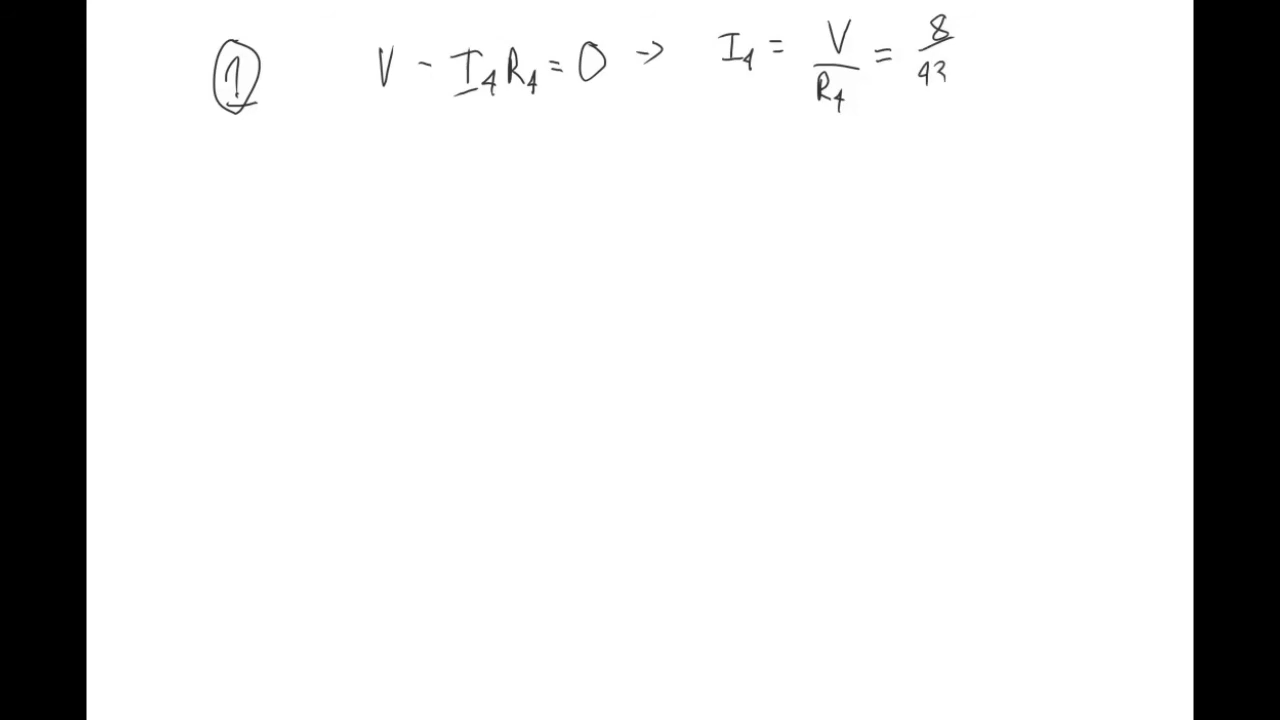 ① V - I₄R₄ = 0 → I₄ = V/R₄ = 8/43